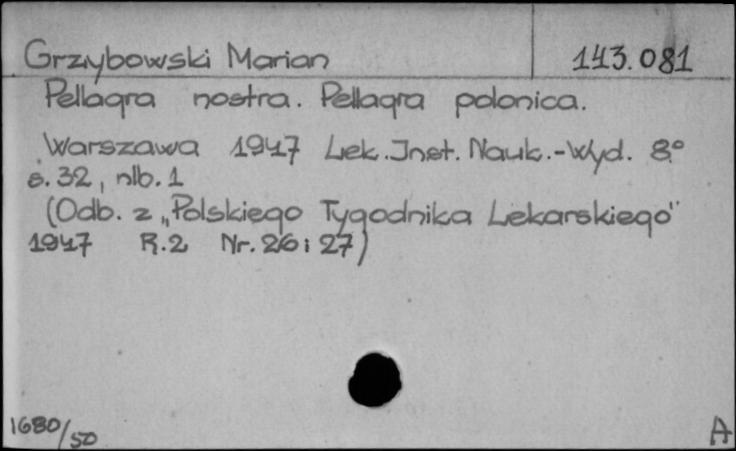 Grzybowski Marian 143.081
Pellagra nostra. Pellagra polonica.
Warszawa 1947 Lek.Inst.Nauk.-Wyd. 8°
s.32, nlb.1
(Odb. z „Polskiego Tygodnika Lekarskiego"
1947 R.2 Nr.26 i 27)
1680/50
A